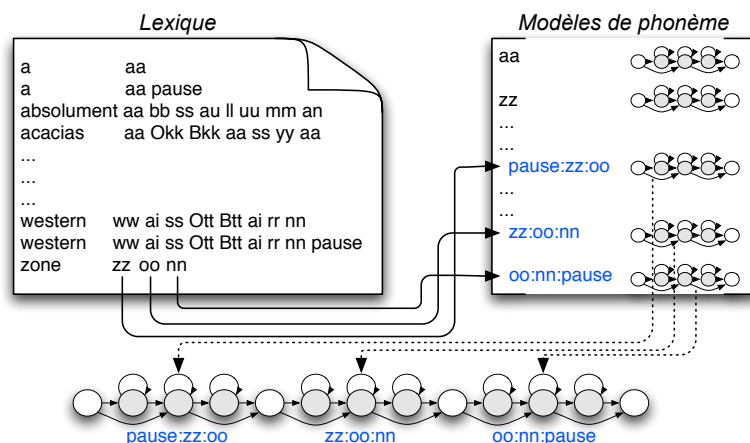 Lexique
a aa
a aa pause
absolument aa bb ss au ll uu mm an
acacias aa Okk Bkk aa ss yy aa
...
...
...
western ww ai ss Ott Btt ai rr nn
western ww ai ss Ott Btt ai rr nn pause
zone zz oo nn
Modèles de phonème
aa
zz
...
...
pause:zz:oo
...
...
zz:oo:nn
oo:nn:pause
pause:zz:oo zz:oo:nn oo:nn:pause